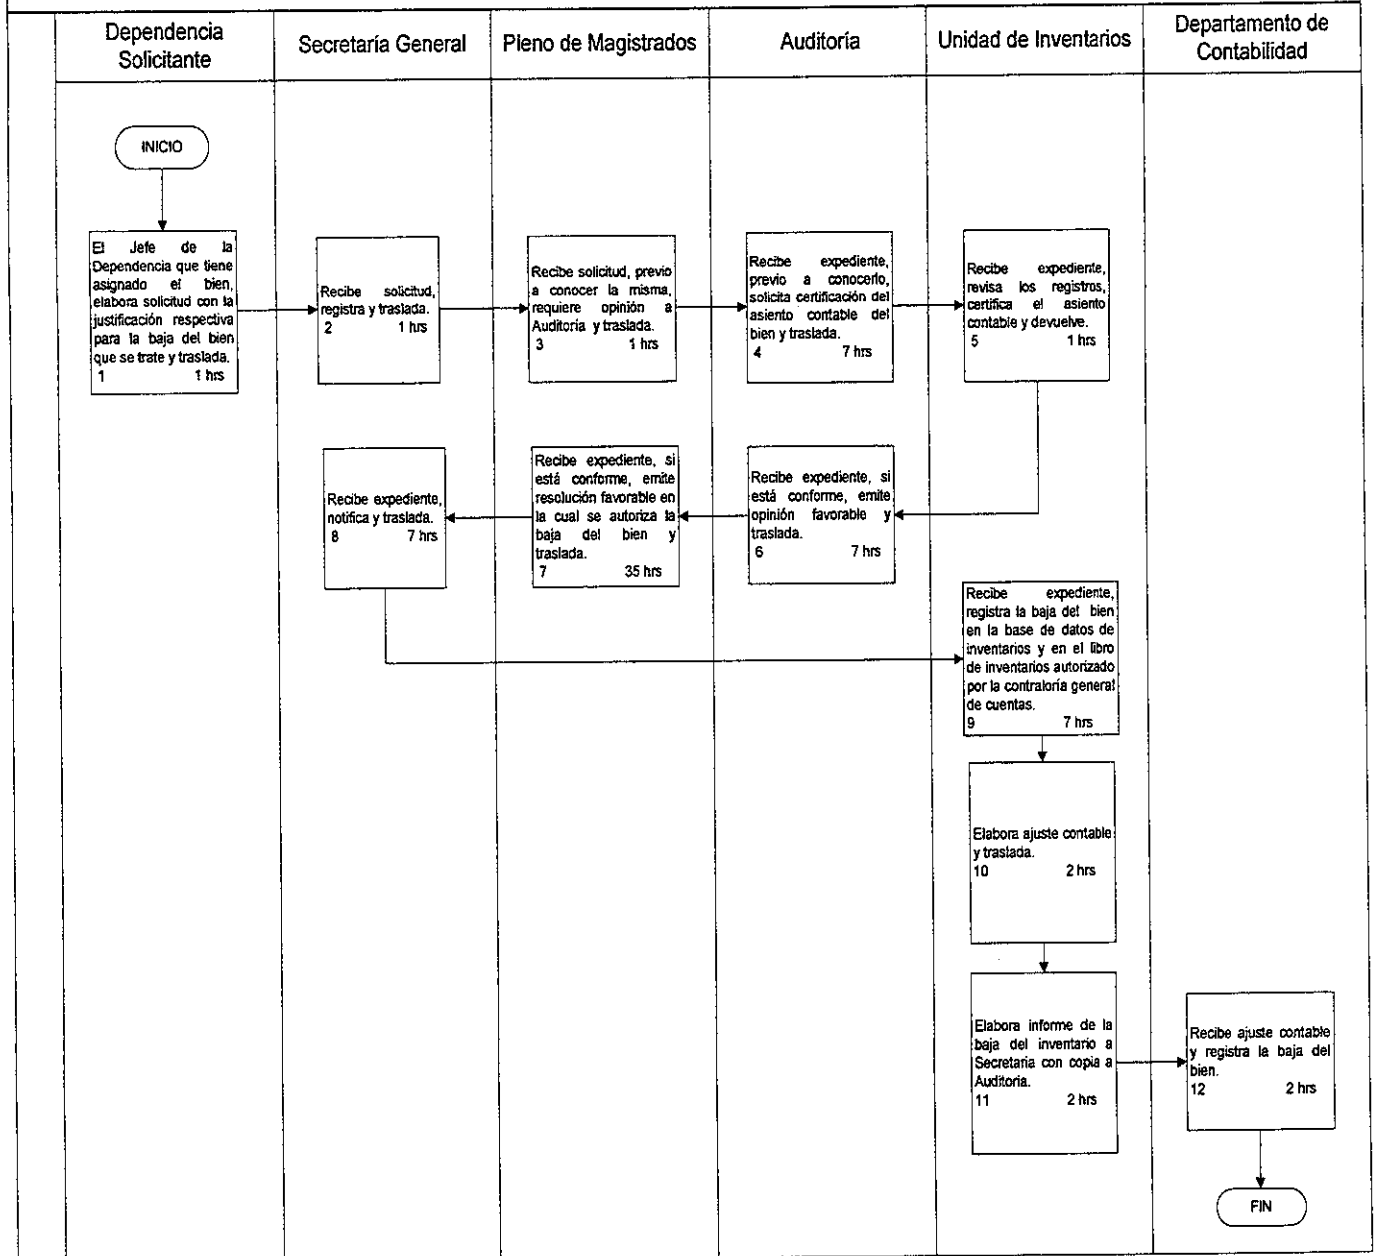 Dependencia
Solicitante
Secretaría General
Pleno de Magistrados
Auditoría
Unidad de Inventarios
Departamento de
Contabilidad
INICIO
El Jefe de la
Dependencia que tiene
asignado el bien,
elabora solicitud con la
justificación respectiva
para la baja del bien
que se trate y traslada.
1 1 hrs
Recibe solicitud,
registra y traslada.
2 1 hrs
Recibe solicitud, previo
a conocer la misma,
requiere opinión a
Auditoría y traslada.
3 1 hrs
Recibe expediente,
previo a conocerlo,
solicita certificación del
asiento contable del
bien y traslada.
4 7 hrs
Recibe expediente,
revisa los registros,
certifica el asiento
contable y devuelve.
5 1 hrs
Recibe expediente, si
está conforme, emite
opinión favorable y
traslada.
6 7 hrs
Recibe expediente, si
está conforme, emite
resolución favorable en
la cual se autoriza la
baja del bien y
traslada.
7 35 hrs
Recibe expediente,
notifica y traslada.
8 7 hrs
Recibe expediente,
registra la baja del bien
en la base de datos de
inventarios y en el libro
de inventarios autorizado
por la contraloría general
de cuentas.
9 7 hrs
Elabora ajuste contable
y traslada.
10 2 hrs
Elabora informe de la
baja del inventario a
Secretaria con copia a
Auditoria.
11 2 hrs
Recibe ajuste contable
y registra la baja del
bien.
12 2 hrs
FIN